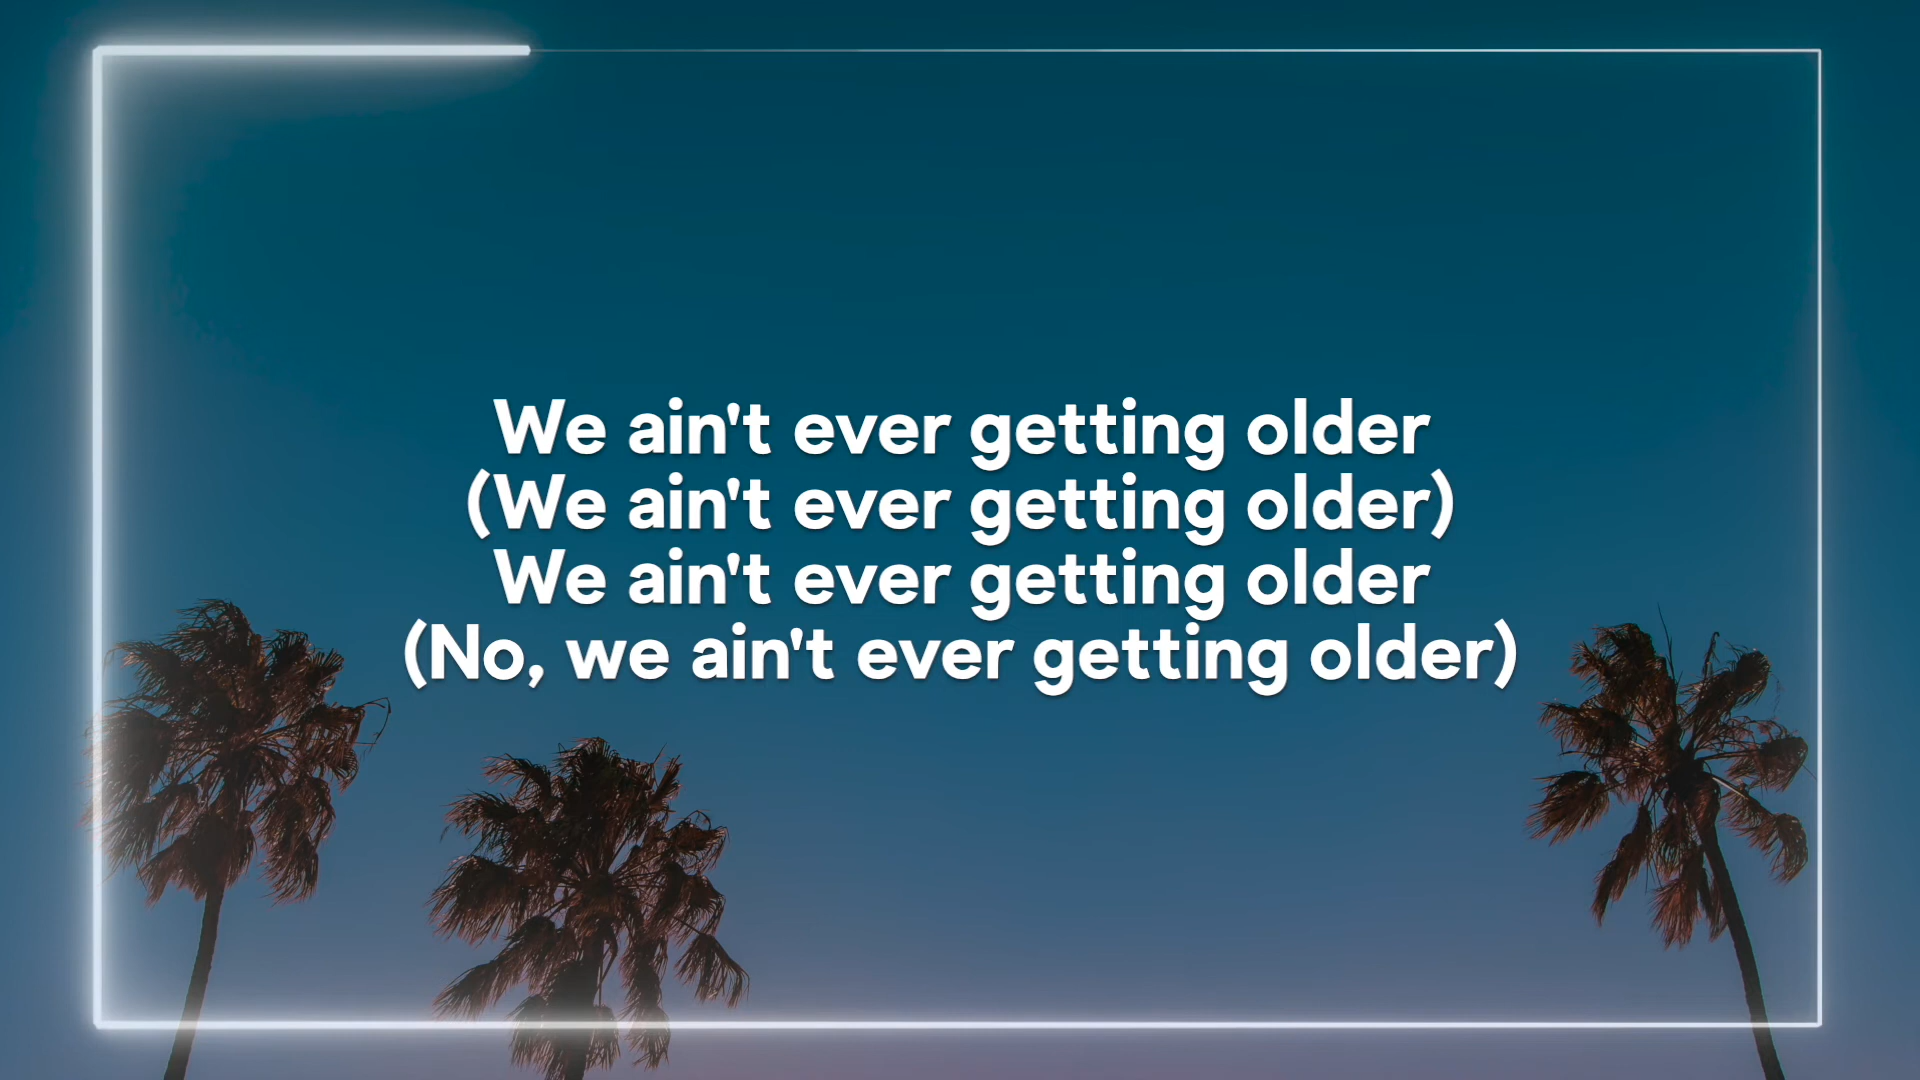 We ain't ever getting older
(We ain't ever getting older)
We ain't ever getting older
(No, we ain't ever getting older)